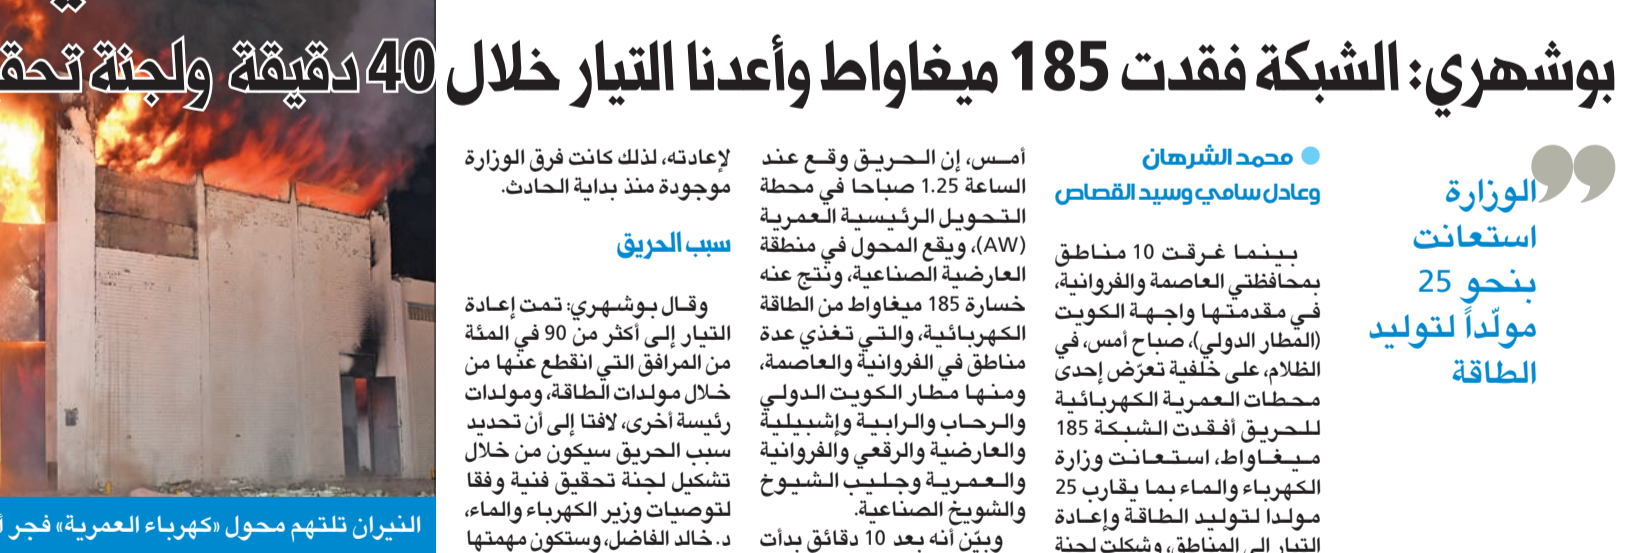 بوشهري: الشبكة فقدت 185 ميغاواط وأعدنا التيار خلال 40 دقيقة ولجنة
الوزارة
استعانت
بنحو 25
مولّداً لتوليد
الطاقة
محمد الشرهان
وعادل سامي وسيد القصاص
بينما غرقت 10 مناطق
بمحافظتي العاصمة والفروانية،
في مقدمتها واجهة الكويت
(المطار الدولي)، صباح أمس، في
الظلام، على خلفية تعرّض إحدى
محطات العمرية الكهربائية
للحريق أفقدت الشبكة 185
ميغاواط، استعانت وزارة
الكهرباء والماء بما يقارب 25
مولدا لتوليد الطاقة وإعادة
التيار إلى المناطق، وشكلت لجنة
أمس، إن الحريق وقع عند
الساعة 1.25 صباحا في محطة
التحويل الرئيسية العمرية
(AW)، ويقع المحول في منطقة
العارضية الصناعية، ونتج عنه
خسارة 185 ميغاواط من الطاقة
الكهربائية، والتي تغذي عدة
مناطق في الفروانية والعاصمة،
ومنها مطار الكويت الدولي
والرحاب والرابية وإشبيلية
والعارضية والرقعي والفروانية
والعمرية وجليب الشيوخ
والشويخ الصناعية.
وبيّن أنه بعد 10 دقائق بدأت
لإعادته، لذلك كانت فرق الوزارة
موجودة منذ بداية الحادث.
سبب الحريق
وقال بوشهري: تمت إعادة
التيار إلى أكثر من 90 في المئة
من المرافق التي انقطع عنها من
خلال مولدات الطاقة، ومولدات
رئيسة أخرى، لافتا إلى أن تحديد
سبب الحريق سيكون من خلال
تشكيل لجنة تحقيق فنية وفقا
لتوصيات وزير الكهرباء والماء،
د. خالد الفاضل، وستكون مهمتها
النيران تلتهم محول «كهرباء العمرية» فجر